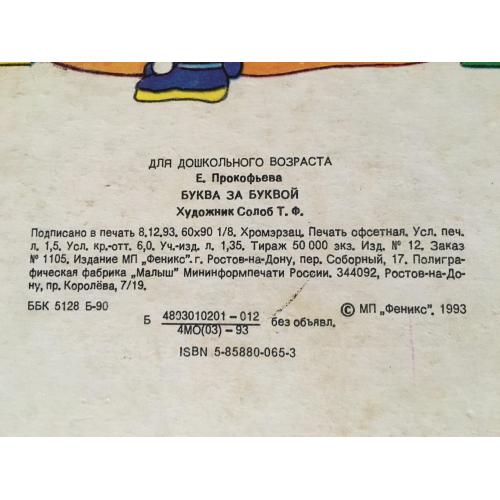 ДЛЯ ДОШКОЛЬНОГО ВОЗРАСТА
Е. Прокофьева
БУКВА ЗА БУКВОЙ
Художник Солоб Т. Ф.
Подписано в печать 8,12,93. 60х90 1/8. Хромэрзац. Печать офсетная. Усл. печ.
л. 1,5. Усл. кр.-отт. 6,0. Уч.-изд. л. 1,35. Тираж 50 000 экз. Изд. № 12. Заказ
№ 1105. Издание МП „Феникс". г. Ростов-на-Дону, пер. Соборный, 17. Полигра-
фическая фабрика „Малыш" Мининформпечати России. 344092, Ростов-на-До-
ну, пр. Королёва, 7/19.
ББК 5128 Б-90
Б 4803010201 - 012
4МО(03) - 93 без объявл.
© МП „Феникс". 1993
ISBN 5-85880-065-3